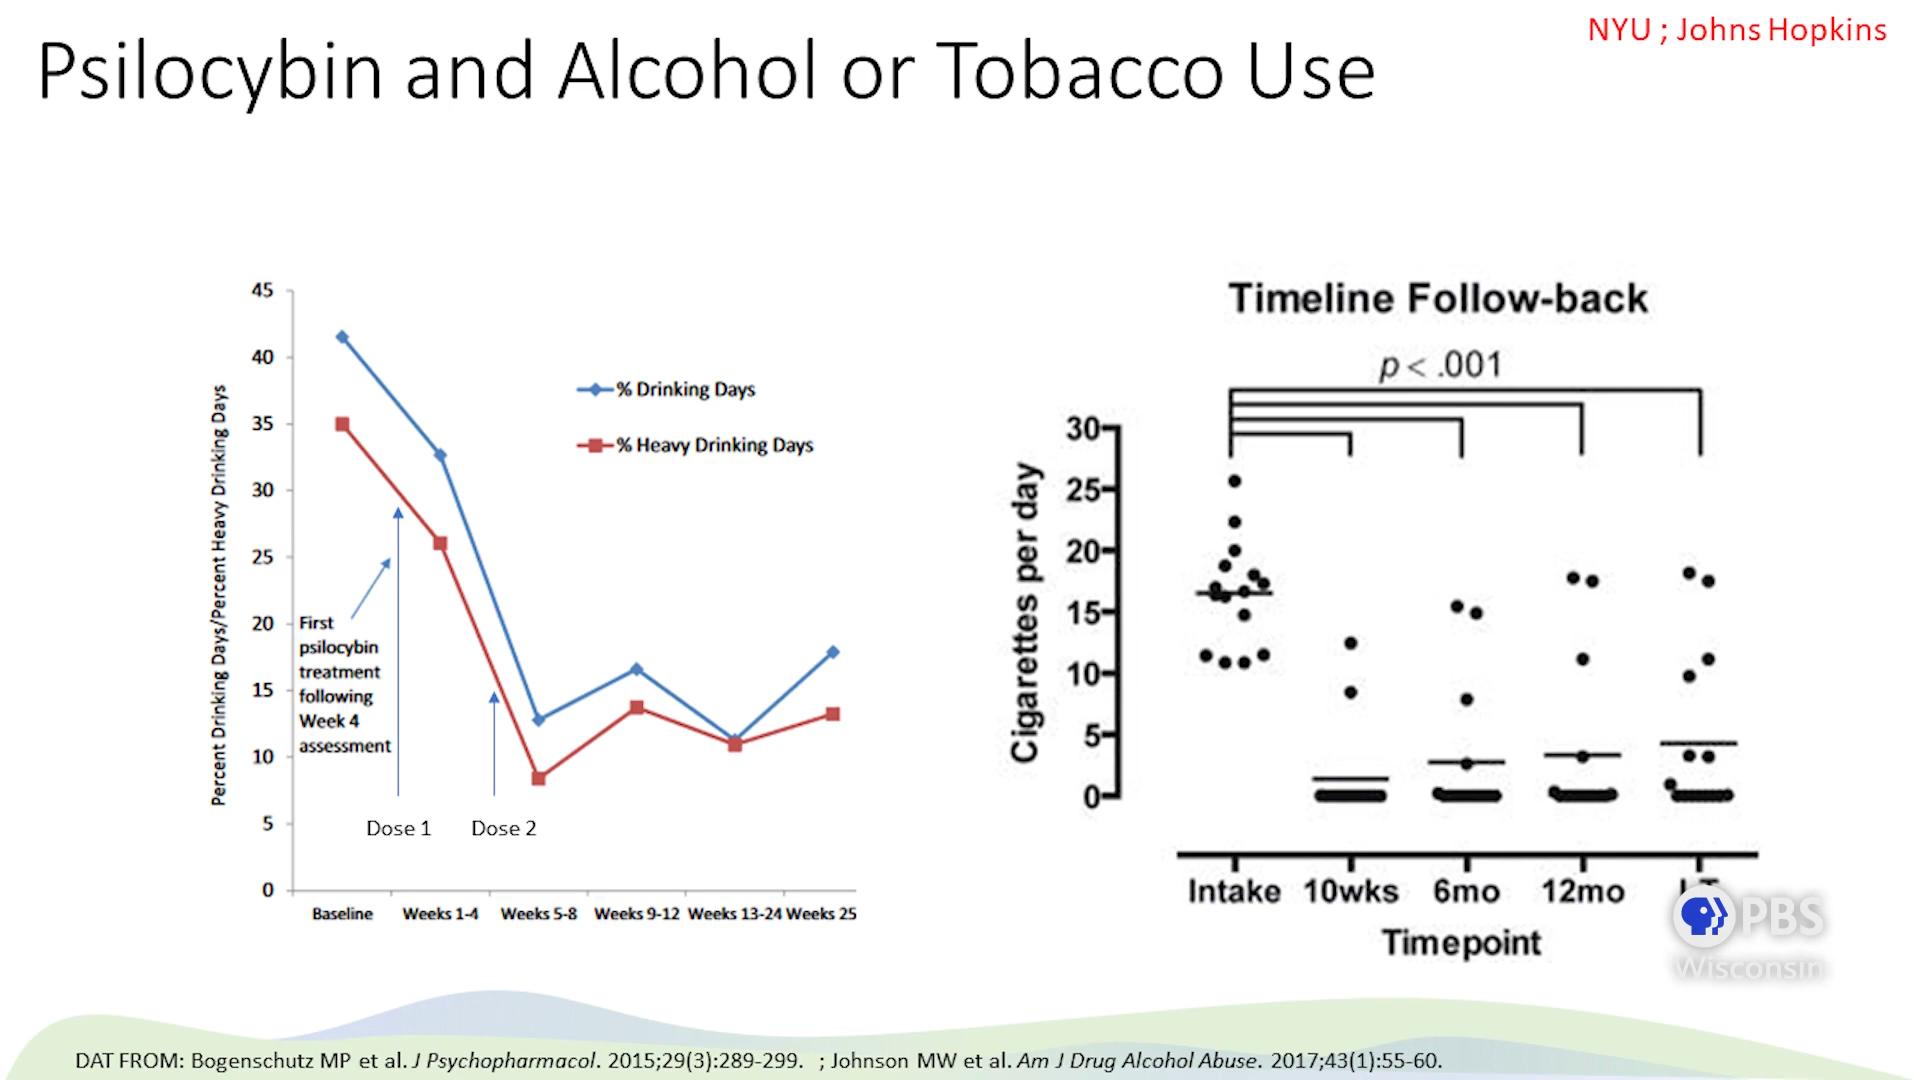 NYU ; Johns Hopkins
Psilocybin and Alcohol or Tobacco Use
Percent Drinking Days/Percent Heavy Drinking Days
45
40
35
30
25
20
15
10
5
0
% Drinking Days
% Heavy Drinking Days
First
psilocybin
treatment
following
Week 4
assessment
Dose 1
Dose 2
Baseline
Weeks 1-4
Weeks 5-8
Weeks 9-12
Weeks 13-24
Weeks 25
Timeline Follow-back
p < .001
Cigarettes per day
30
25
20
15
10
5
0
Intake
10wks
6mo
12mo
Timepoint
PBS
Wisconsin
DAT FROM: Bogenschutz MP et al. J Psychopharmacol. 2015;29(3):289-299.   ; Johnson MW et al. Am J Drug Alcohol Abuse. 2017;43(1):55-60.